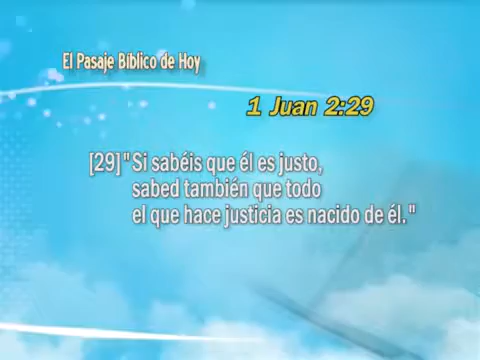 El Pasaje Bíblico de Hoy
1 Juan 2:29
[29]"Si sabéis que él es justo,
sabed también que todo
el que hace justicia es nacido de él."